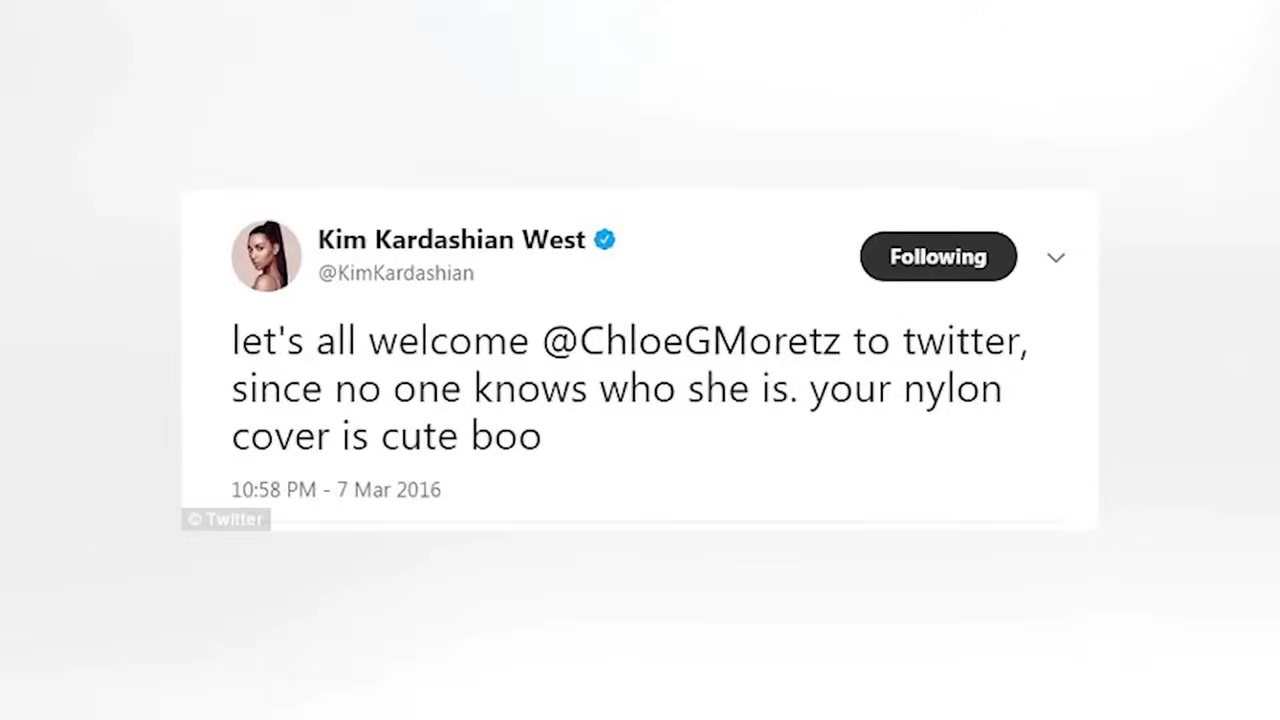 Kim Kardashian West
@KimKardashian
Following
let's all welcome @ChloeGMoretz to twitter,
since no one knows who she is. your nylon
cover is cute boo
10:58 PM - 7 Mar 2016
© Twitter